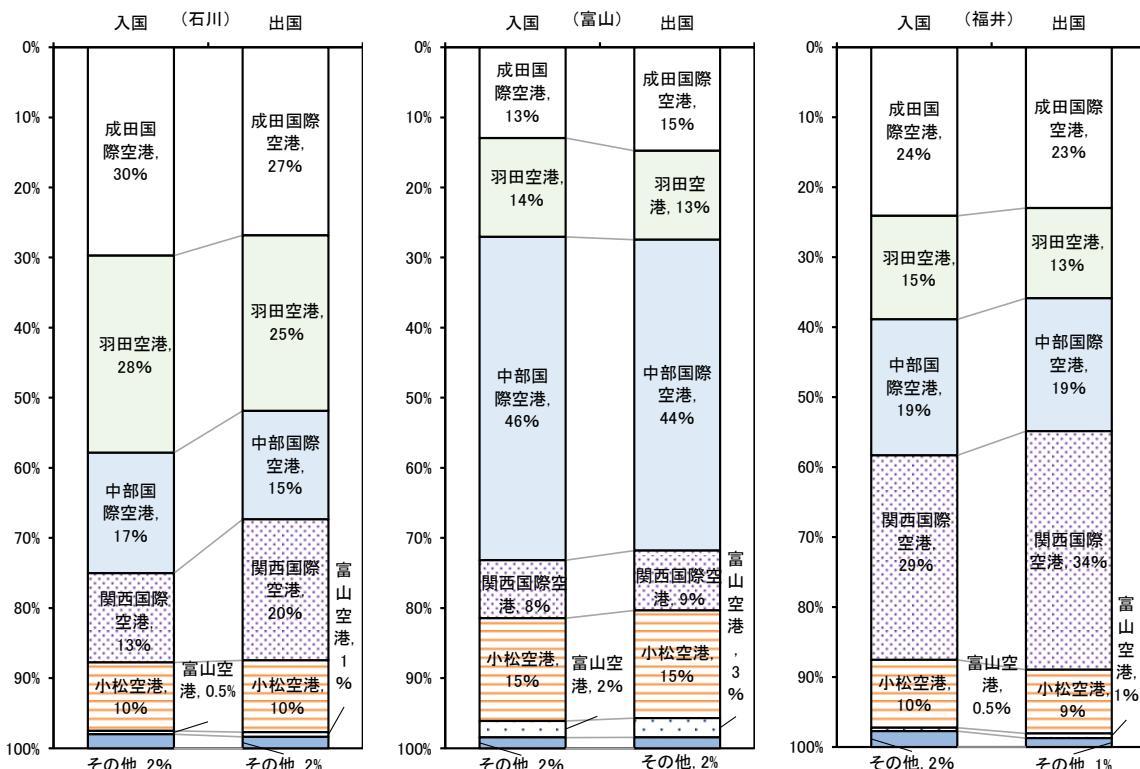 （石川）
入国
出国
0%
10%
20%
30%
40%
50%
60%
70%
80%
90%
100%
成田国
際空港,
30%
羽田空港,
28%
中部国
際空港,
17%
関西国際
空港,
13%
小松空港,
10%
富山空
港, 0.5%
その他, 2%
成田国際
空港,
27%
羽田空港,
25%
中部国際
空港,
15%
関西国際
空港,
20%
小松空港,
10%
富山空港, 1%
その他, 2%
（富山）
入国
出国
0%
10%
20%
30%
40%
50%
60%
70%
80%
90%
100%
成田国
際空港,
13%
羽田空港,
14%
中部国
際空港,
46%
関西国際空
港, 8%
小松空港,
15%
富山空
港, 2%
その他, 2%
成田国際
空港,
15%
羽田空
港, 13%
中部国際
空港,
44%
関西国際空
港, 9%
小松空港,
15%
富山空港, 3%
その他, 2%
（福井）
入国
出国
0%
10%
20%
30%
40%
50%
60%
70%
80%
90%
100%
成田国
際空港,
24%
羽田空港,
15%
中部国
際空港,
19%
関西国際
空港,
29%
小松空港,
10%
富山空
港,
0.5%
その他, 2%
成田国際
空港,
23%
羽田空港,
13%
中部国際
空港,
19%
関西国際
空港, 34%
小松空港,
9%
富山空港, 1%
その他, 1%